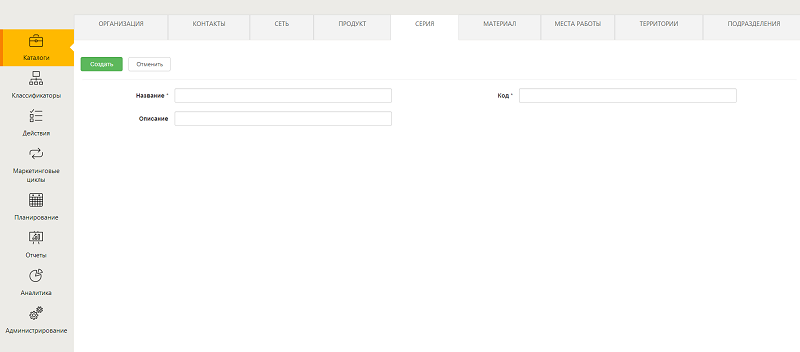 ОРГАНИЗАЦИЯ КОНТАКТЫ СЕТЬ ПРОДУКТ СЕРИЯ МАТЕРИАЛ МЕСТА РАБОТЫ ТЕРРИТОРИИ ПОДРАЗДЕЛЕНИЯ
Каталоги
Классификаторы
Действия
Маркетинговые
циклы
Планирование
Отчеты
Аналитика
Администрирование
Создать Отменить
Название * Код *
Описание